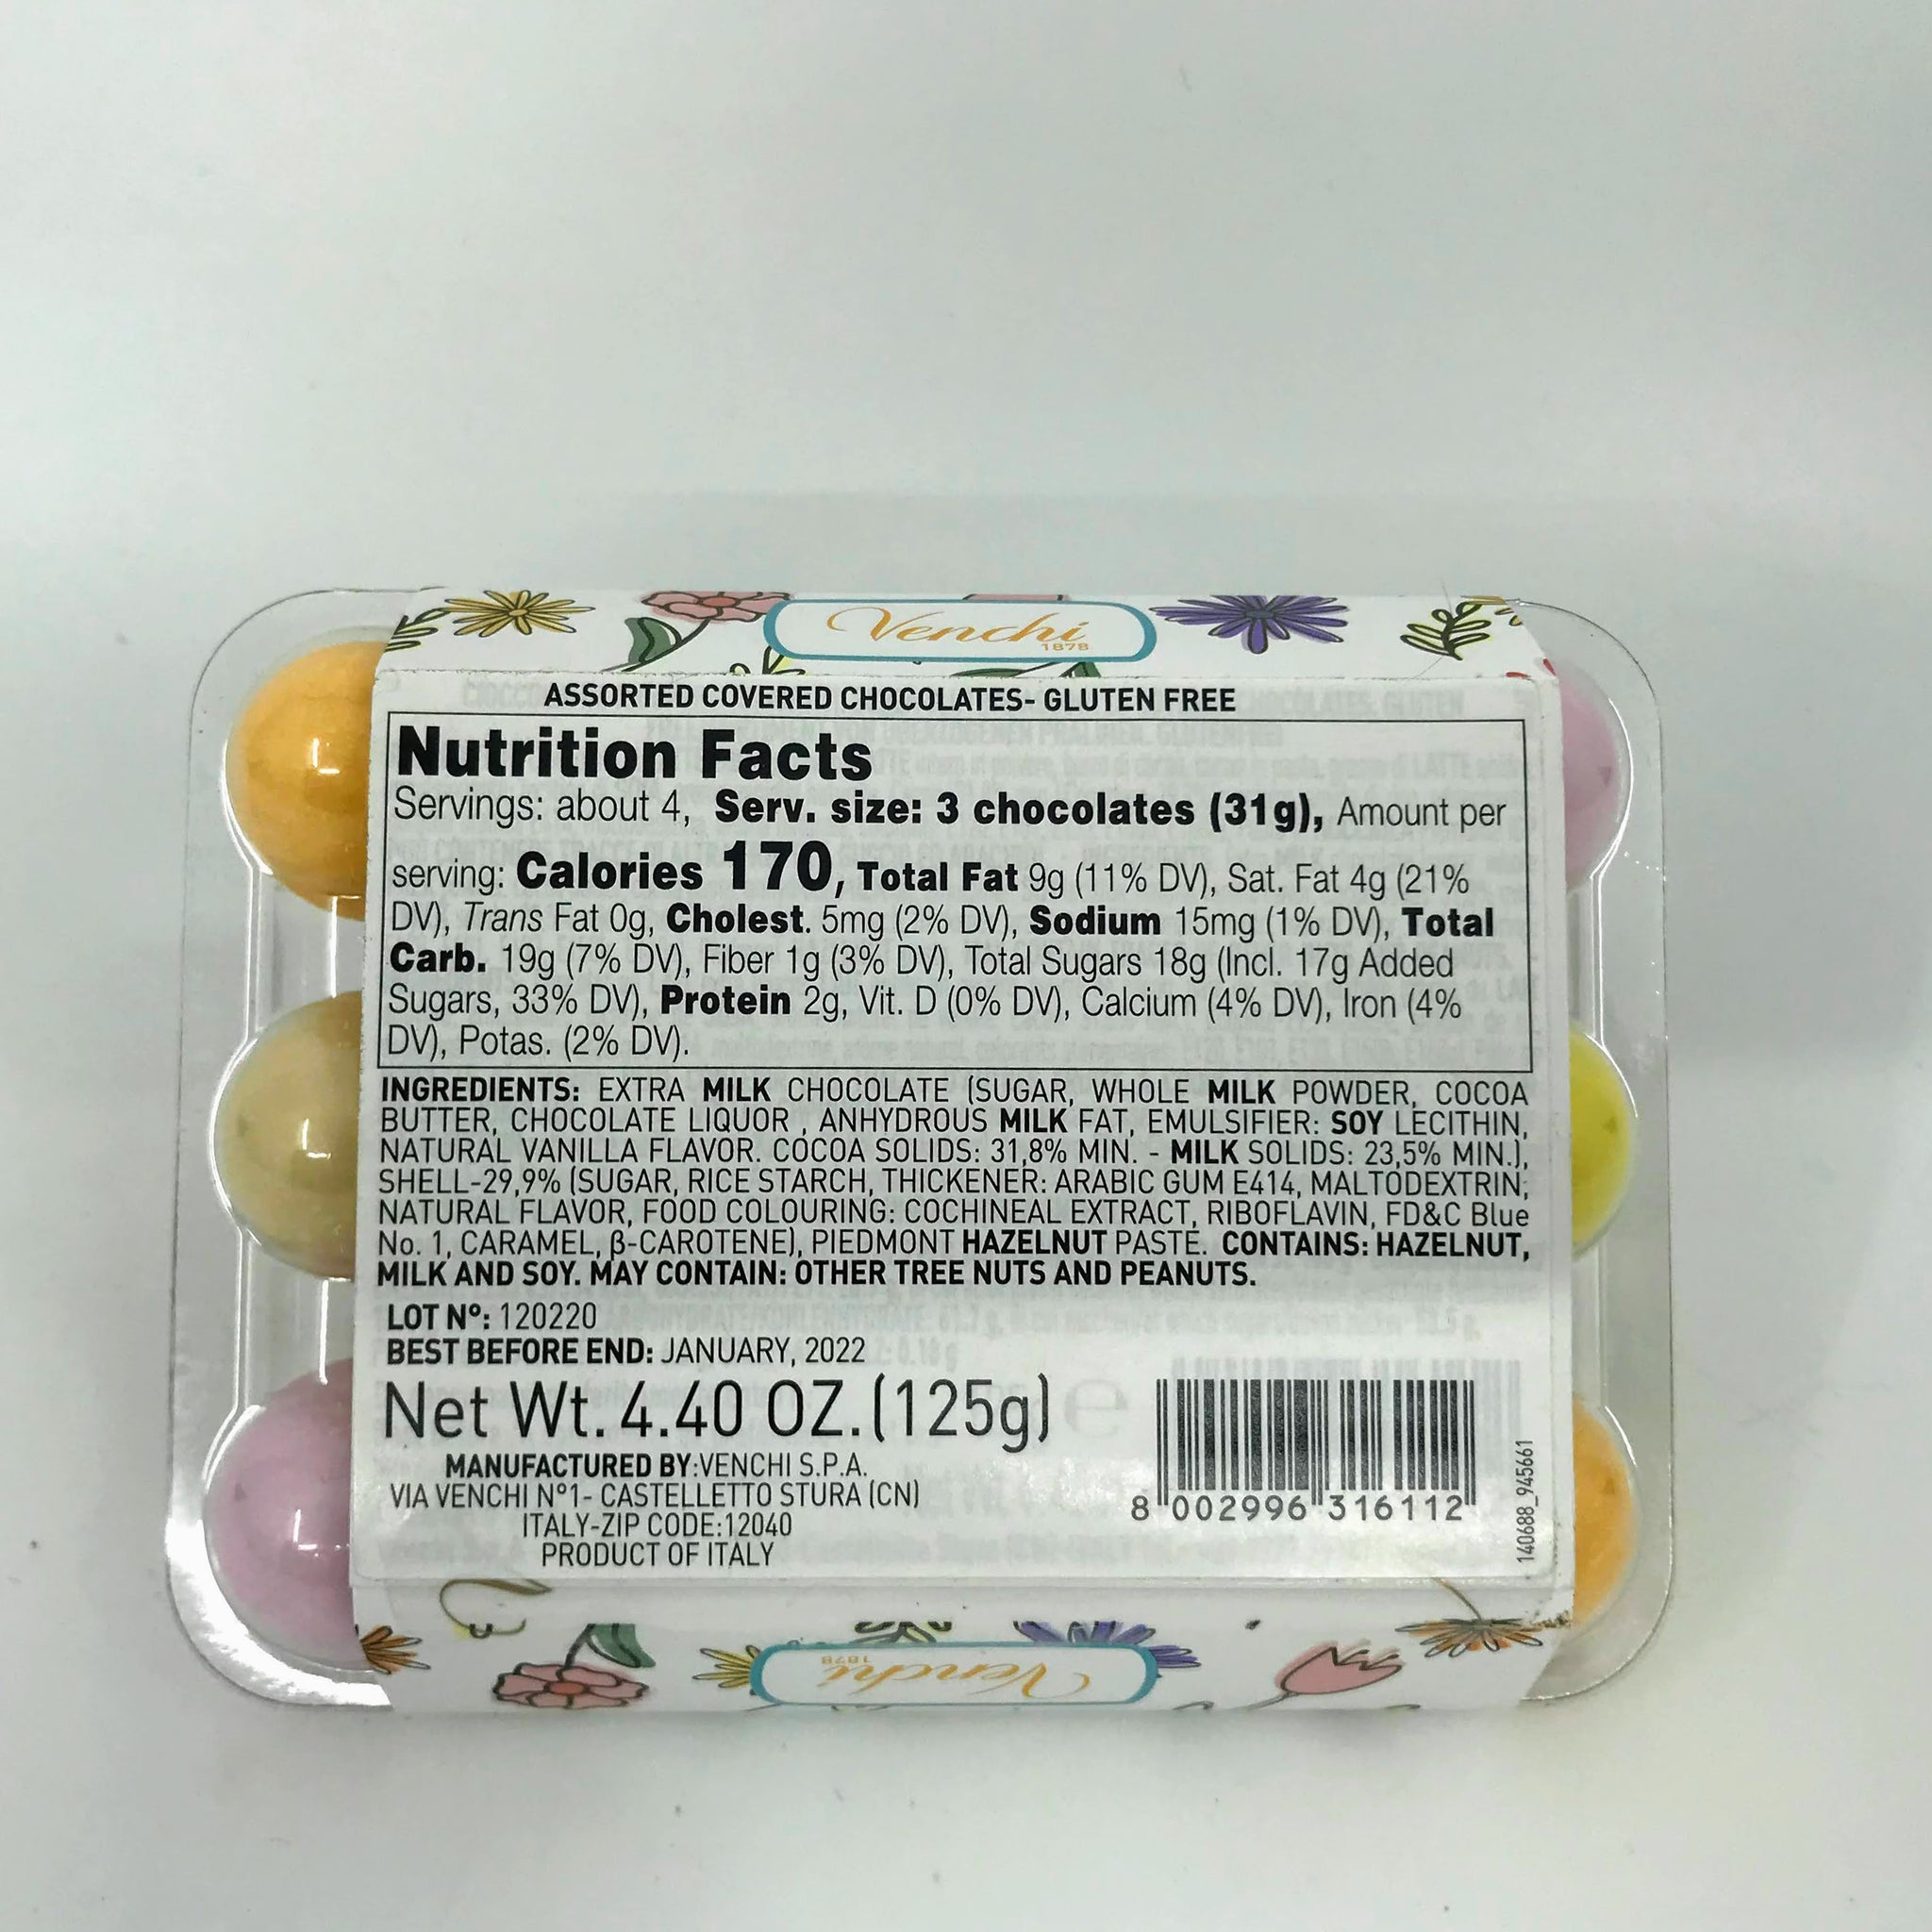 Venchi
1878
ASSORTED COVERED CHOCOLATES- GLUTEN FREE
Nutrition Facts
Servings: about 4, Serv. size: 3 chocolates (31g), Amount per
serving: Calories 170, Total Fat 9g (11% DV), Sat. Fat 4g (21%
DV), Trans Fat 0g, Cholest. 5mg (2% DV), Sodium 15mg (1% DV), Total
Carb. 19g (7% DV), Fiber 1g (3% DV), Total Sugars 18g (Incl. 17g Added
Sugars, 33% DV), Protein 2g, Vit. D (0% DV), Calcium (4% DV), Iron (4%
DV), Potas. (2% DV).
INGREDIENTS: EXTRA MILK CHOCOLATE (SUGAR, WHOLE MILK POWDER, COCOA
BUTTER, CHOCOLATE LIQUOR , ANHYDROUS MILK FAT, EMULSIFIER: SOY LECITHIN,
NATURAL VANILLA FLAVOR. COCOA SOLIDS: 31,8% MIN. - MILK SOLIDS: 23,5% MIN.),
SHELL-29,9% (SUGAR, RICE STARCH, THICKENER: ARABIC GUM E414, MALTODEXTRIN;
NATURAL FLAVOR, FOOD COLOURING: COCHINEAL EXTRACT, RIBOFLAVIN, FD&C Blue
No. 1, CARAMEL, β-CAROTENE), PIEDMONT HAZELNUT PASTE. CONTAINS: HAZELNUT,
MILK AND SOY. MAY CONTAIN: OTHER TREE NUTS AND PEANUTS.
LOT Nº: 120220
BEST BEFORE END: JANUARY, 2022
Net Wt. 4.40 OZ.(125g)
MANUFACTURED BY:VENCHI S.P.A.
VIA VENCHI N°1- CASTELLETTO STURA (CN)
ITALY-ZIP CODE:12040
PRODUCT OF ITALY
8 002996 316112
140688_945661
Venchi
1878